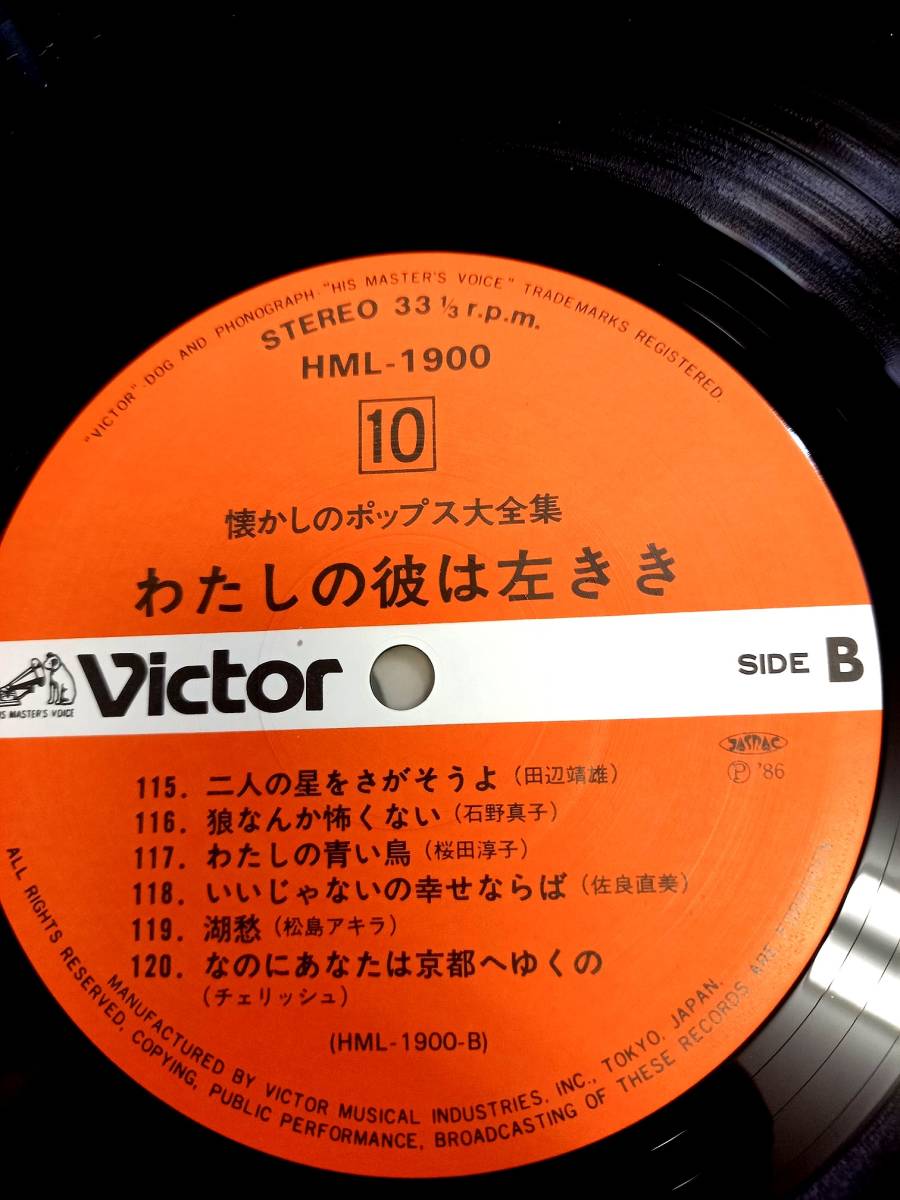 "VICTOR"-DOG AND PHONOGRAPH-"HIS MASTER'S VOICE" TRADEMARKS REGISTERED.
STEREO 33 1/3 r.p.m.
HML-1900
10
懐かしのポップス大全集
わたしの彼は左きき
Victor
SIDE B
HIS MASTER'S VOICE
JASRAC
Ⓟ '86
115. 二人の星をさがそうよ (田辺靖雄)
116. 狼なんか怖くない (石野真子)
117. わたしの青い鳥 (桜田淳子)
118. いいじゃないの幸せならば (佐良直美)
119. 湖愁 (松島アキラ)
120. なのにあなたは京都へゆくの
(チェリッシュ)
(HML-1900-B)
MANUFACTURED BY VICTOR MUSICAL INDUSTRIES, INC., TOKYO, JAPAN.
ALL RIGHTS RESERVED, COPYING, PUBLIC PERFORMANCE, BROADCASTING OF THESE RECORDS ARE